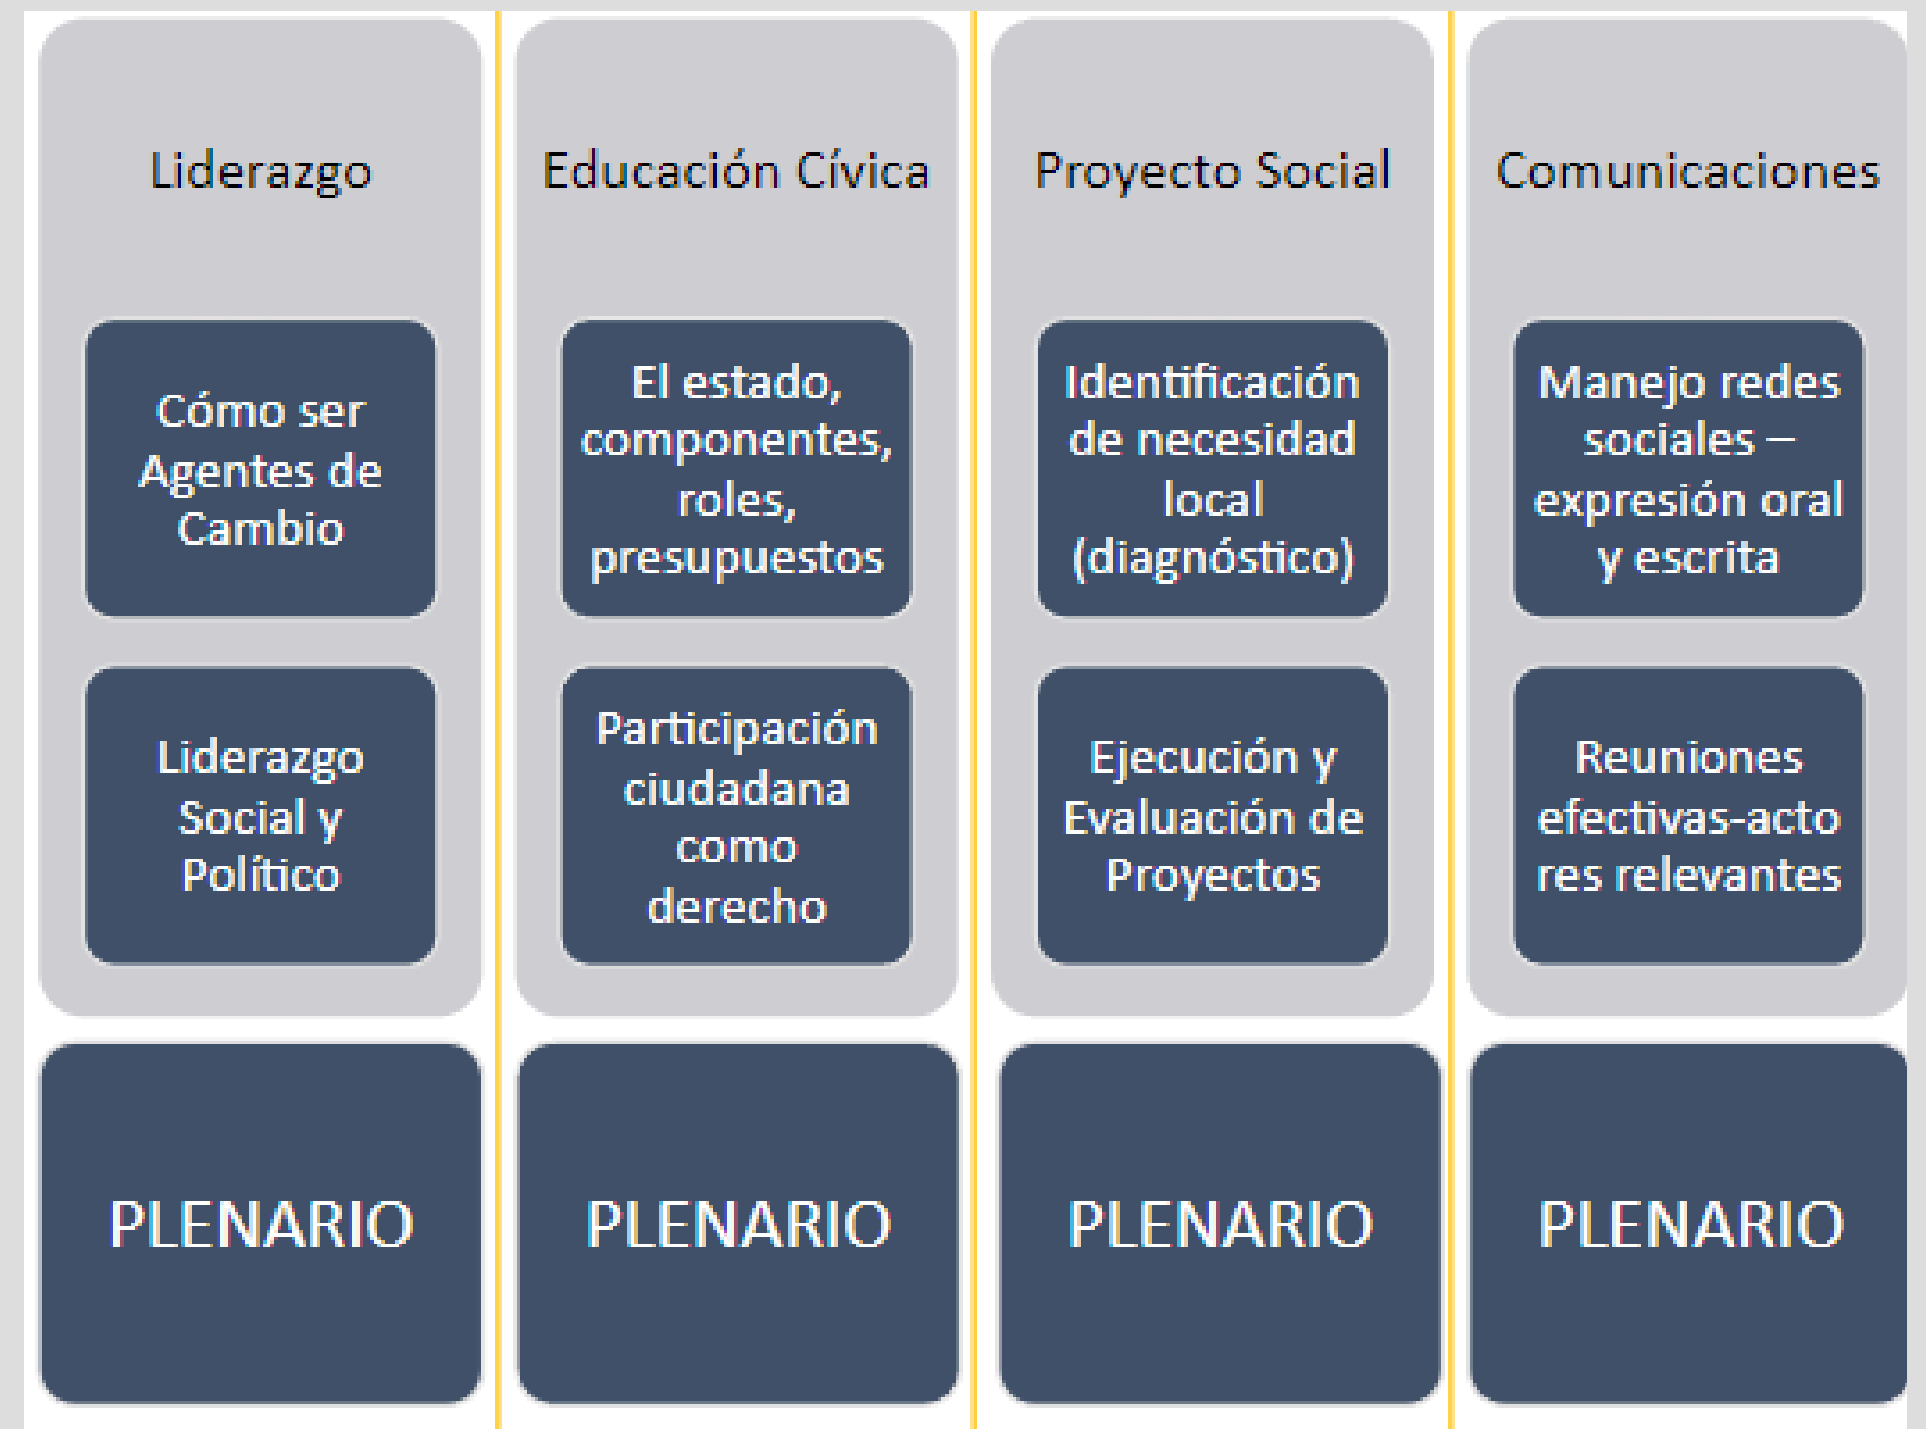 Liderazgo
Cómo ser
Agentes de
Cambio
Liderazgo
Social y
Político
PLENARIO
Educación Cívica
El estado,
componentes,
roles,
presupuestos
Participación
ciudadana
como
derecho
PLENARIO
Proyecto Social
Identificación
de necesidad
local
(diagnóstico)
Ejecución y
Evaluación de
Proyectos
PLENARIO
Comunicaciones
Manejo redes
sociales –
expresión oral
y escrita
Reuniones
efectivas-acto
res relevantes
PLENARIO